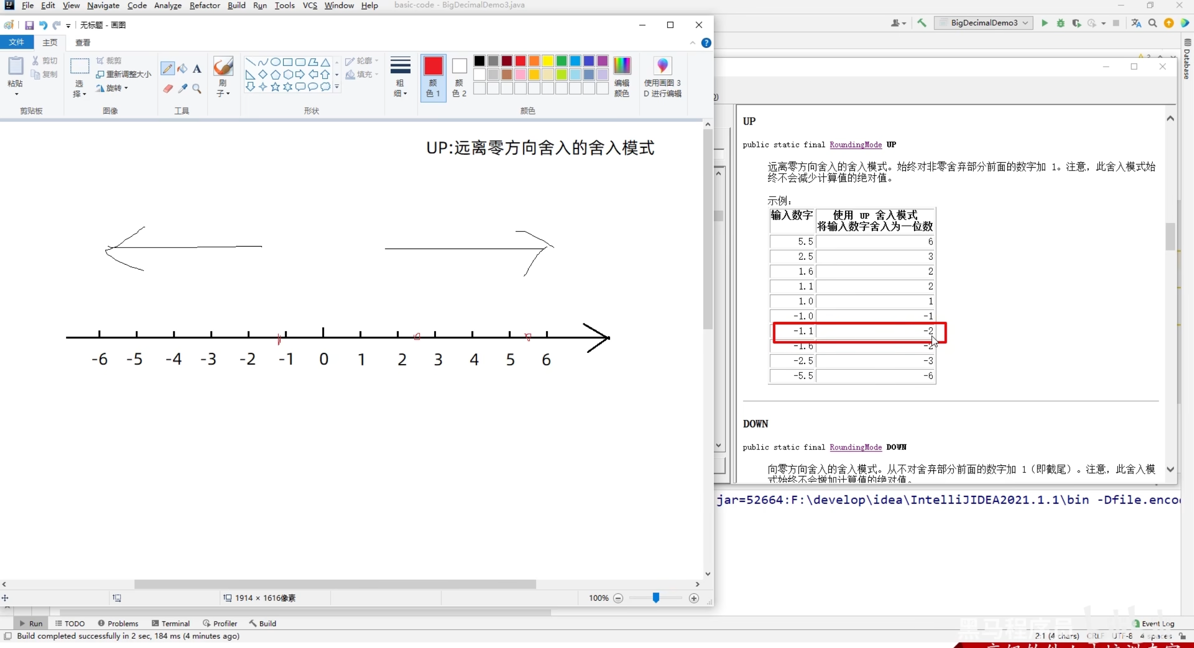 File Edit View Navigate Code Analyze Refactor Build Run Tools VCS Window Help basic-code - BigDecimalDemo3.java
无标题 - 画图
BigDecimalDemo3
文件 主页 查看
粘贴
剪切
复制
剪贴板
选择
裁剪
重新调整大小
旋转
图像
A
工具
刷子
轮廓
填充
形状
粗细
颜色 1
颜色 2
编辑颜色
颜色
使用画图 3D 进行编辑
Database
UP:远离零方向舍入的舍入模式
-6 -5 -4 -3 -2 -1 0 1 2 3 4 5 6
UP
public static final RoundingMode UP
远离零方向舍入的舍入模式。始终对非零舍弃部分前面的数字加 1。注意，此舍入模式始
终不会减少计算值的绝对值。
示例：
输入数字 使用 UP 舍入模式
将输入数字舍入为一位数
5.5 6
2.5 3
1.6 2
1.1 2
1.0 1
-1.0 -1
-1.1 -2
-1.6 -2
-2.5 -3
-5.5 -6
DOWN
public static final RoundingMode DOWN
向零方向舍入的舍入模式。从不对舍弃部分前面的数字加 1（即截尾）。注意，此舍入模
式始终不会增加计算值的绝对值。
jar=52664:F:\develop\idea\IntelliJIDEA2021.1.1\bin -Dfile.enco
1914 × 1616像素
100%
Run TODO Problems Terminal Profiler Build Event Log
Build completed successfully in 2 sec, 184 ms (4 minutes ago)
2:1 (4 chars) CRLF UTF-8 4 spaces
黑马程序员